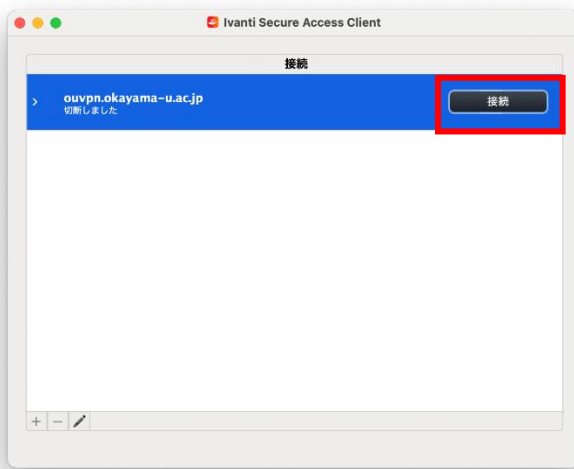 Ivanti Secure Access Client
接続
ouvpn.okayama-u.ac.jp
接続
切断しました